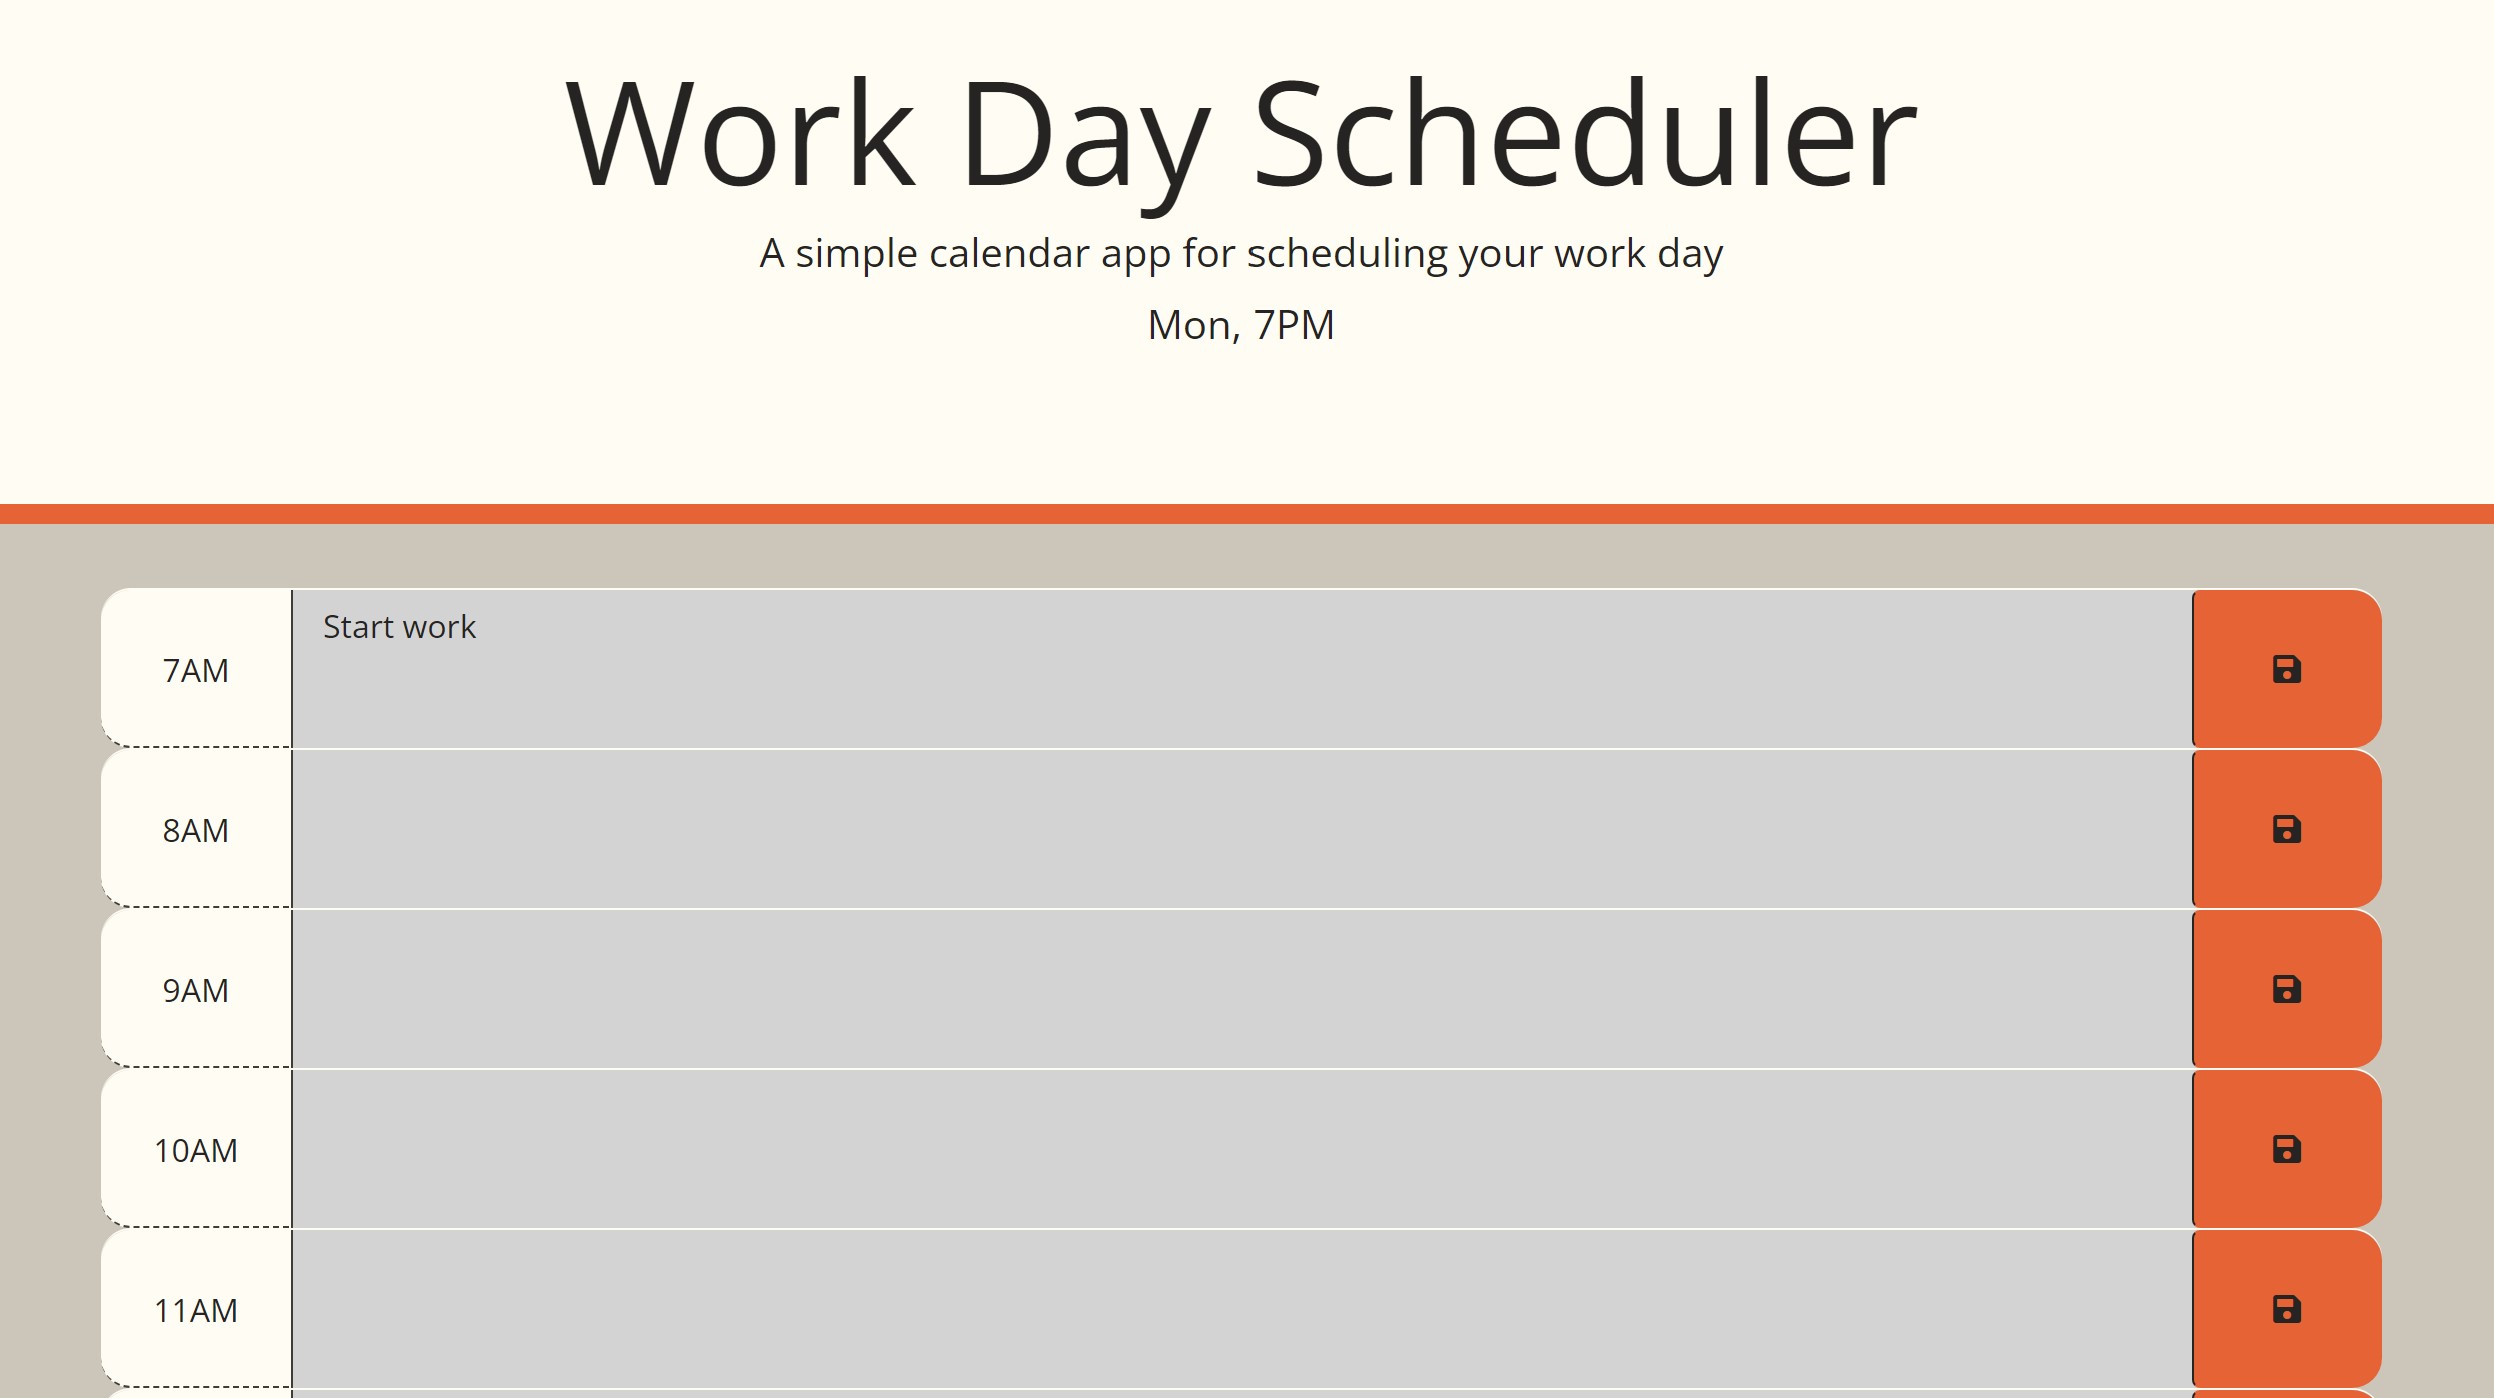 Work Day Scheduler
A simple calendar app for scheduling your work day
Mon, 7PM
7AM
Start work
8AM
9AM
10AM
11AM